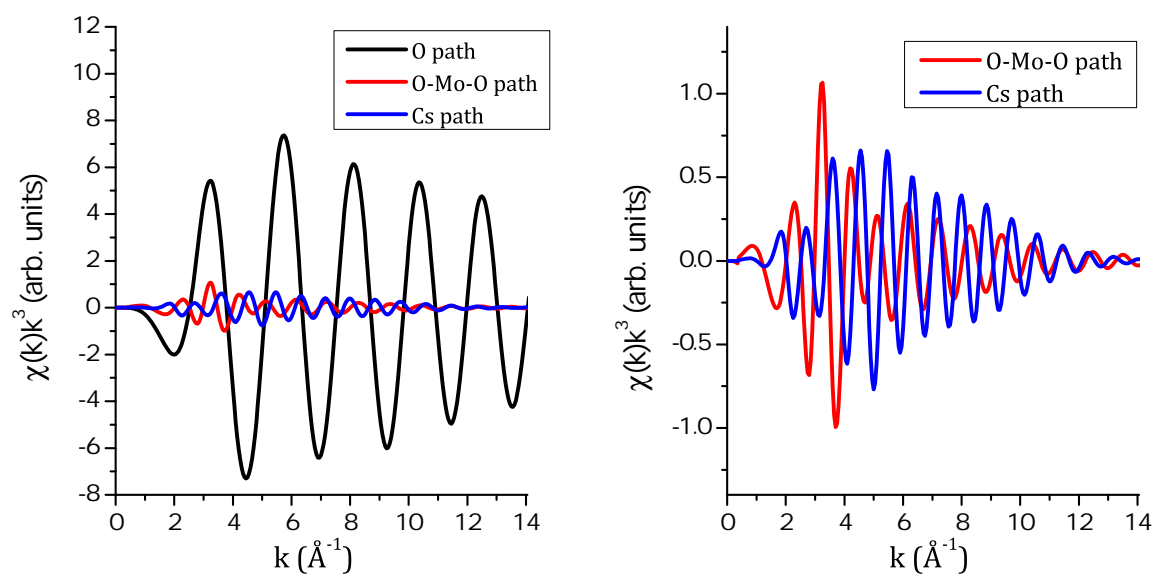 12
10
8
6
4
2
0
-2
-4
-6
-8
χ(k)k³ (arb. units)
O path
O-Mo-O path
Cs path
0 2 4 6 8 10 12 14
k (Å⁻¹)
1.0
0.5
0.0
-0.5
-1.0
χ(k)k³ (arb. units)
O-Mo-O path
Cs path
0 2 4 6 8 10 12 14
k (Å⁻¹)